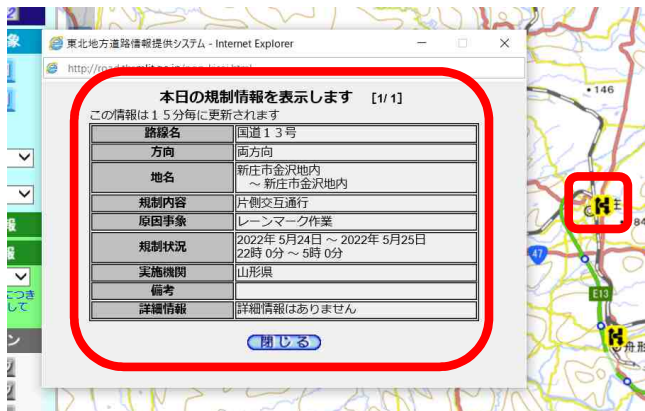 東北地方道路情報提供システム - Internet Explorer
本日の規制情報を表示します [1/1]
この情報は１５分毎に更新されます
路線名 国道１３号
方向 両方向
地名 新庄市金沢地内
～新庄市金沢地内
規制内容 片側交互通行
原因事象 レーンマーク作業
規制状況 2022年 5月24日 ～ 2022年 5月25日
22時 0分 ～ 5時 0分
実施機関 山形県
備考
詳細情報 詳細情報はありません
閉じる
146
84
47
E13
舟形